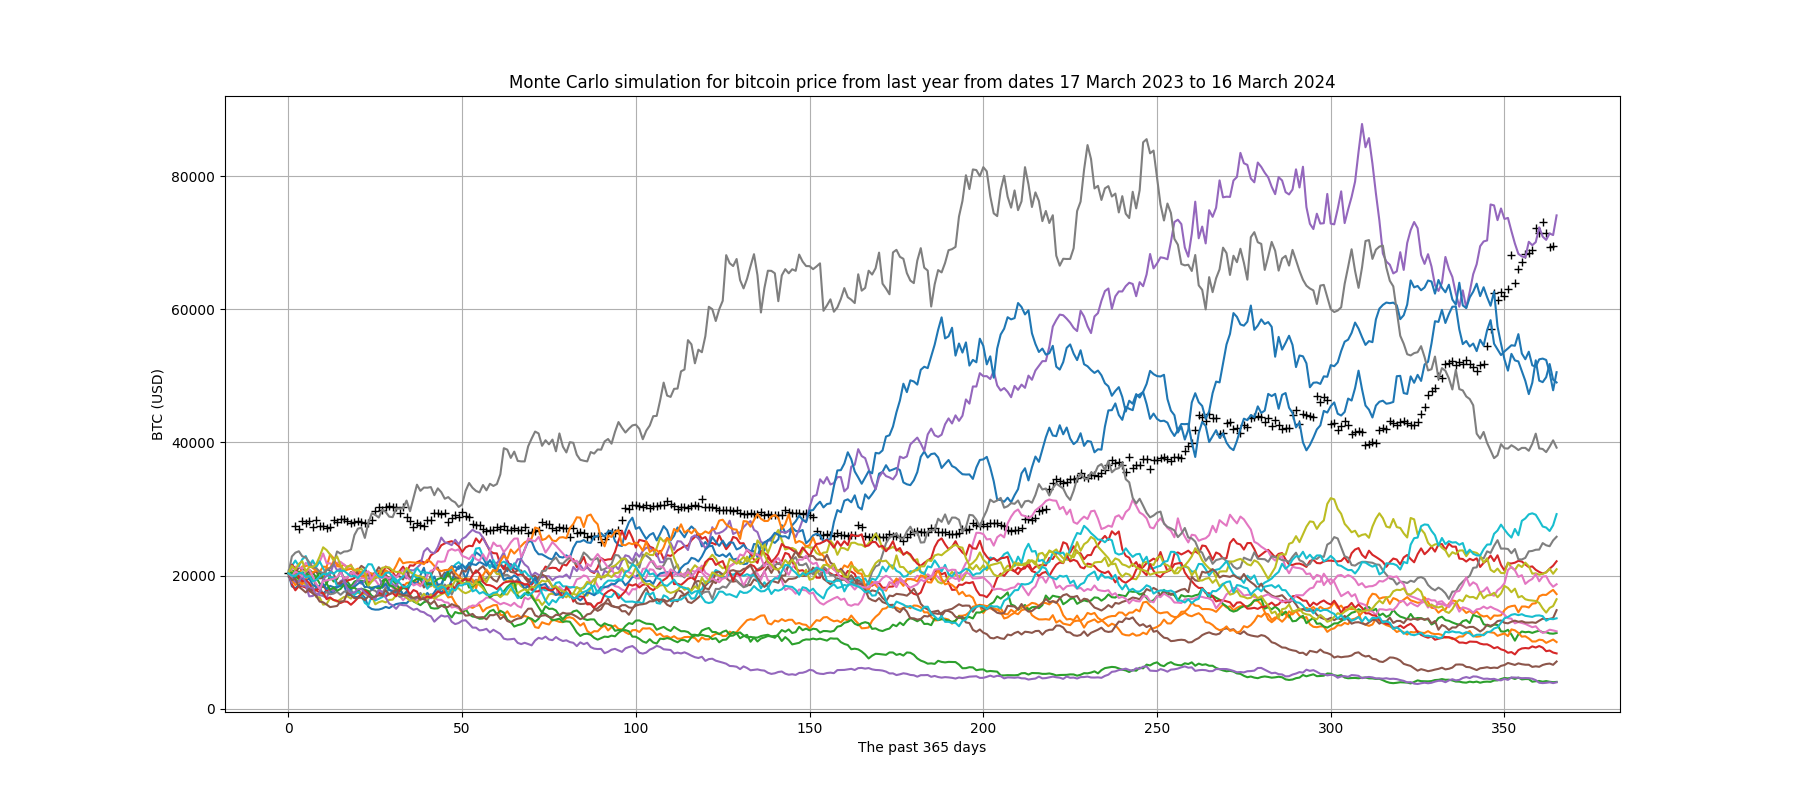 Monte Carlo simulation for bitcoin price from last year from dates 17 March 2023 to 16 March 2024
80000
60000
40000
20000
0
BTC (USD)
0 50 100 150 200 250 300 350
The past 365 days